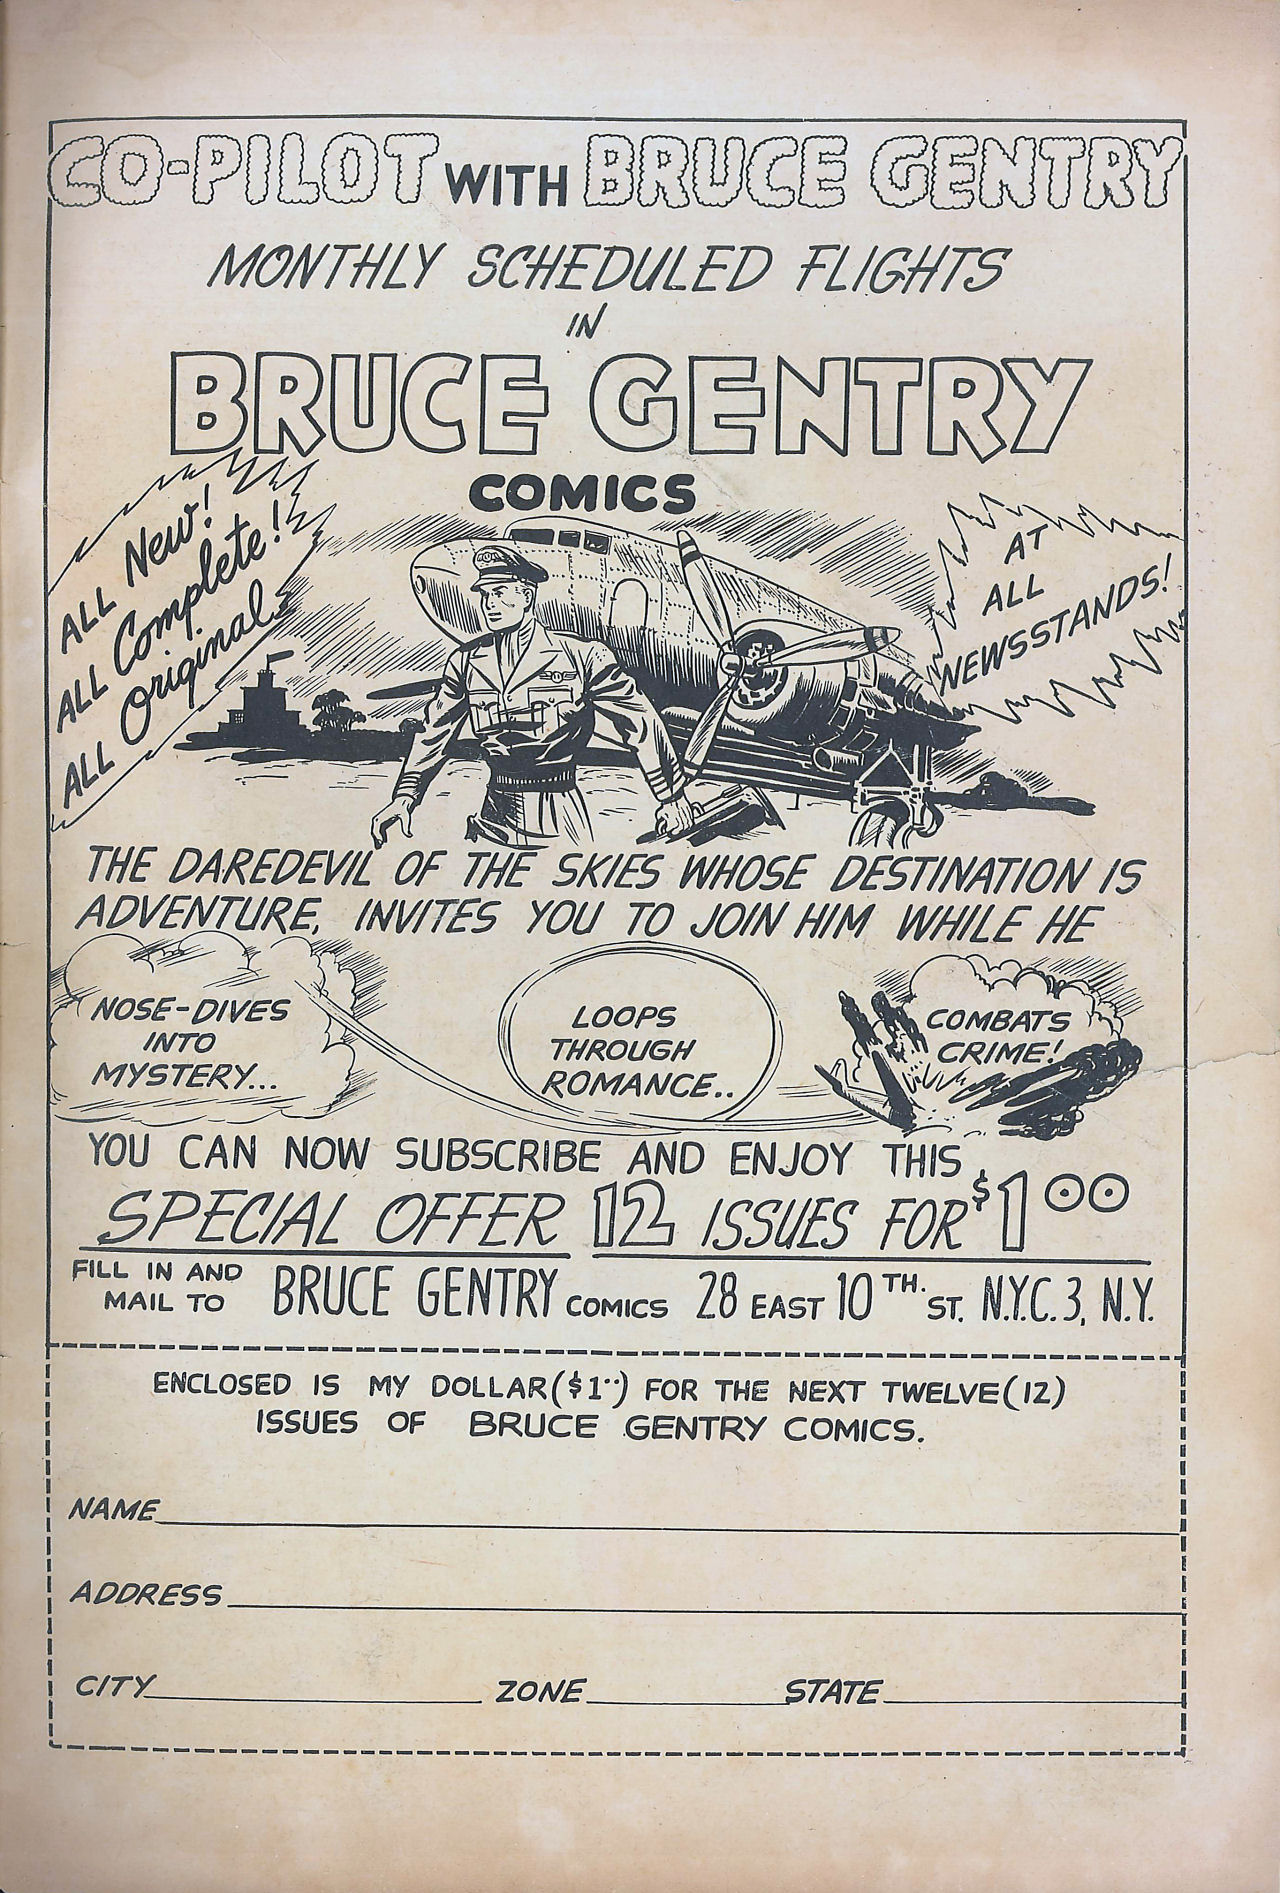 CO-PILOT WITH BRUCE GENTRY
MONTHLY SCHEDULED FLIGHTS
IN
BRUCE GENTRY
COMICS
ALL New!
ALL Complete!
ALL Original
AT
ALL
NEWSSTANDS!
THE DAREDEVIL OF THE SKIES WHOSE DESTINATION IS
ADVENTURE, INVITES YOU TO JOIN HIM WHILE HE
NOSE-DIVES
INTO
MYSTERY...
LOOPS
THROUGH
ROMANCE..
COMBATS
CRIME!
YOU CAN NOW SUBSCRIBE AND ENJOY THIS
SPECIAL OFFER 12 ISSUES FOR $1.00
FILL IN AND
MAIL TO BRUCE GENTRY COMICS 28 EAST 10TH. ST. N.Y.C. 3, N.Y.
ENCLOSED IS MY DOLLAR ($1..) FOR THE NEXT TWELVE (12)
ISSUES OF BRUCE GENTRY COMICS.
NAME
ADDRESS
CITY ZONE STATE